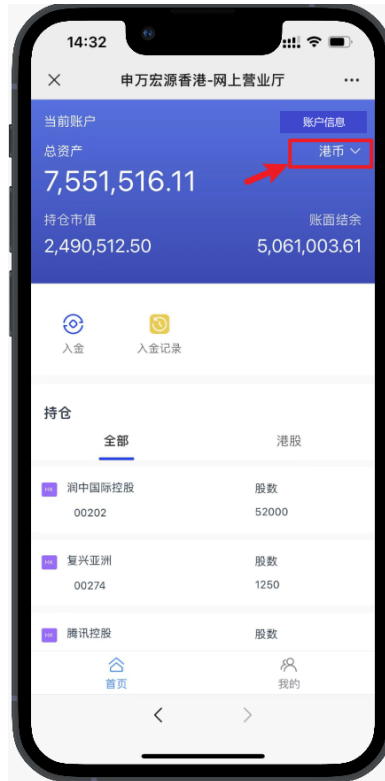 14:32
申万宏源香港-网上营业厅
当前账户
账户信息
总资产
港币
7,551,516.11
持仓市值
账面结余
2,490,512.50
5,061,003.61
入金
入金记录
持仓
全部
港股
HK 润中国际控股
股数
00202
52000
HK 复兴亚洲
股数
00274
1250
HK 腾讯控股
股数
首页
我的